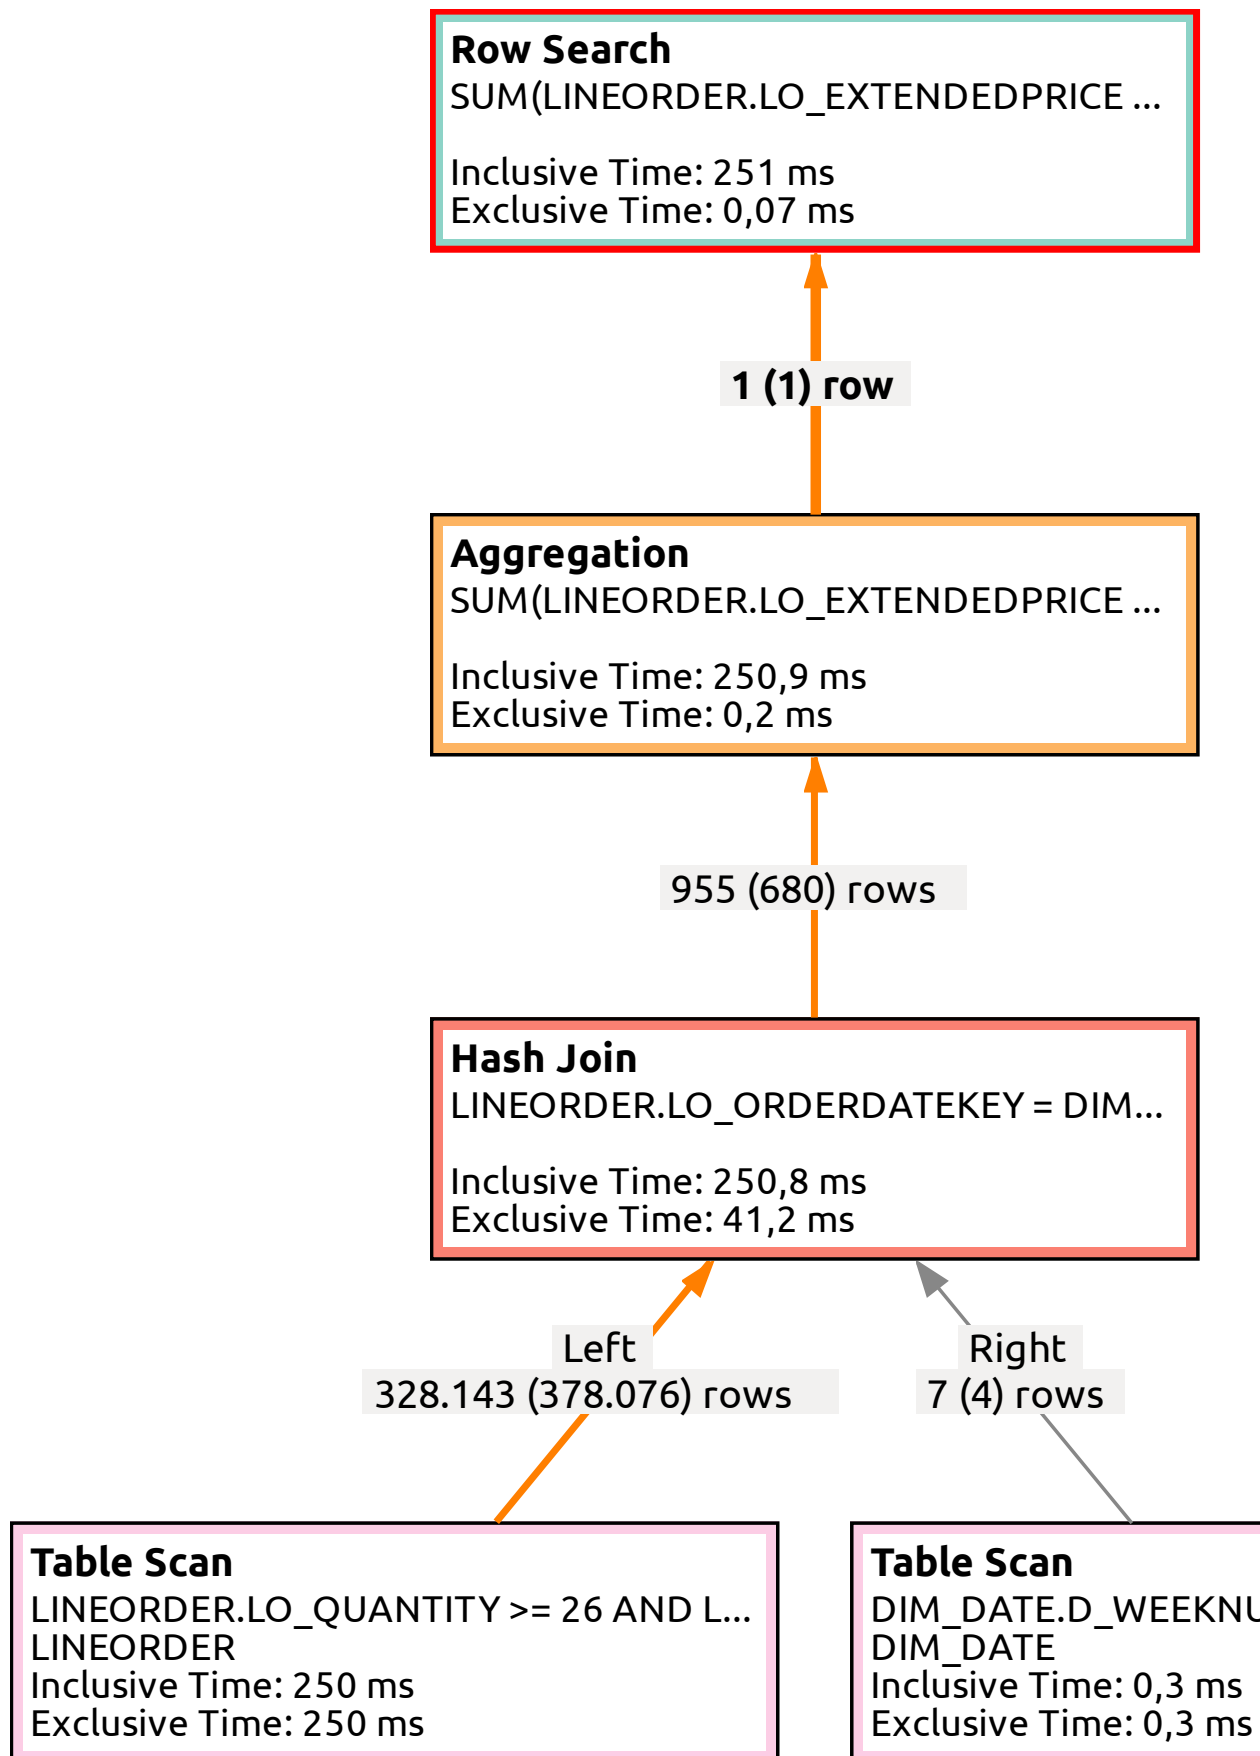 Row Search
SUM(LINEORDER.LO_EXTENDEDPRICE ...
Inclusive Time: 251 ms
Exclusive Time: 0,07 ms
1 (1) row
Aggregation
SUM(LINEORDER.LO_EXTENDEDPRICE ...
Inclusive Time: 250,9 ms
Exclusive Time: 0,2 ms
955 (680) rows
Hash Join
LINEORDER.LO_ORDERDATEKEY = DIM...
Inclusive Time: 250,8 ms
Exclusive Time: 41,2 ms
Left
328.143 (378.076) rows
Right
7 (4) rows
Table Scan
LINEORDER.LO_QUANTITY >= 26 AND L...
LINEORDER
Inclusive Time: 250 ms
Exclusive Time: 250 ms
Table Scan
DIM_DATE.D_WEEKNU
DIM_DATE
Inclusive Time: 0,3 ms
Exclusive Time: 0,3 ms